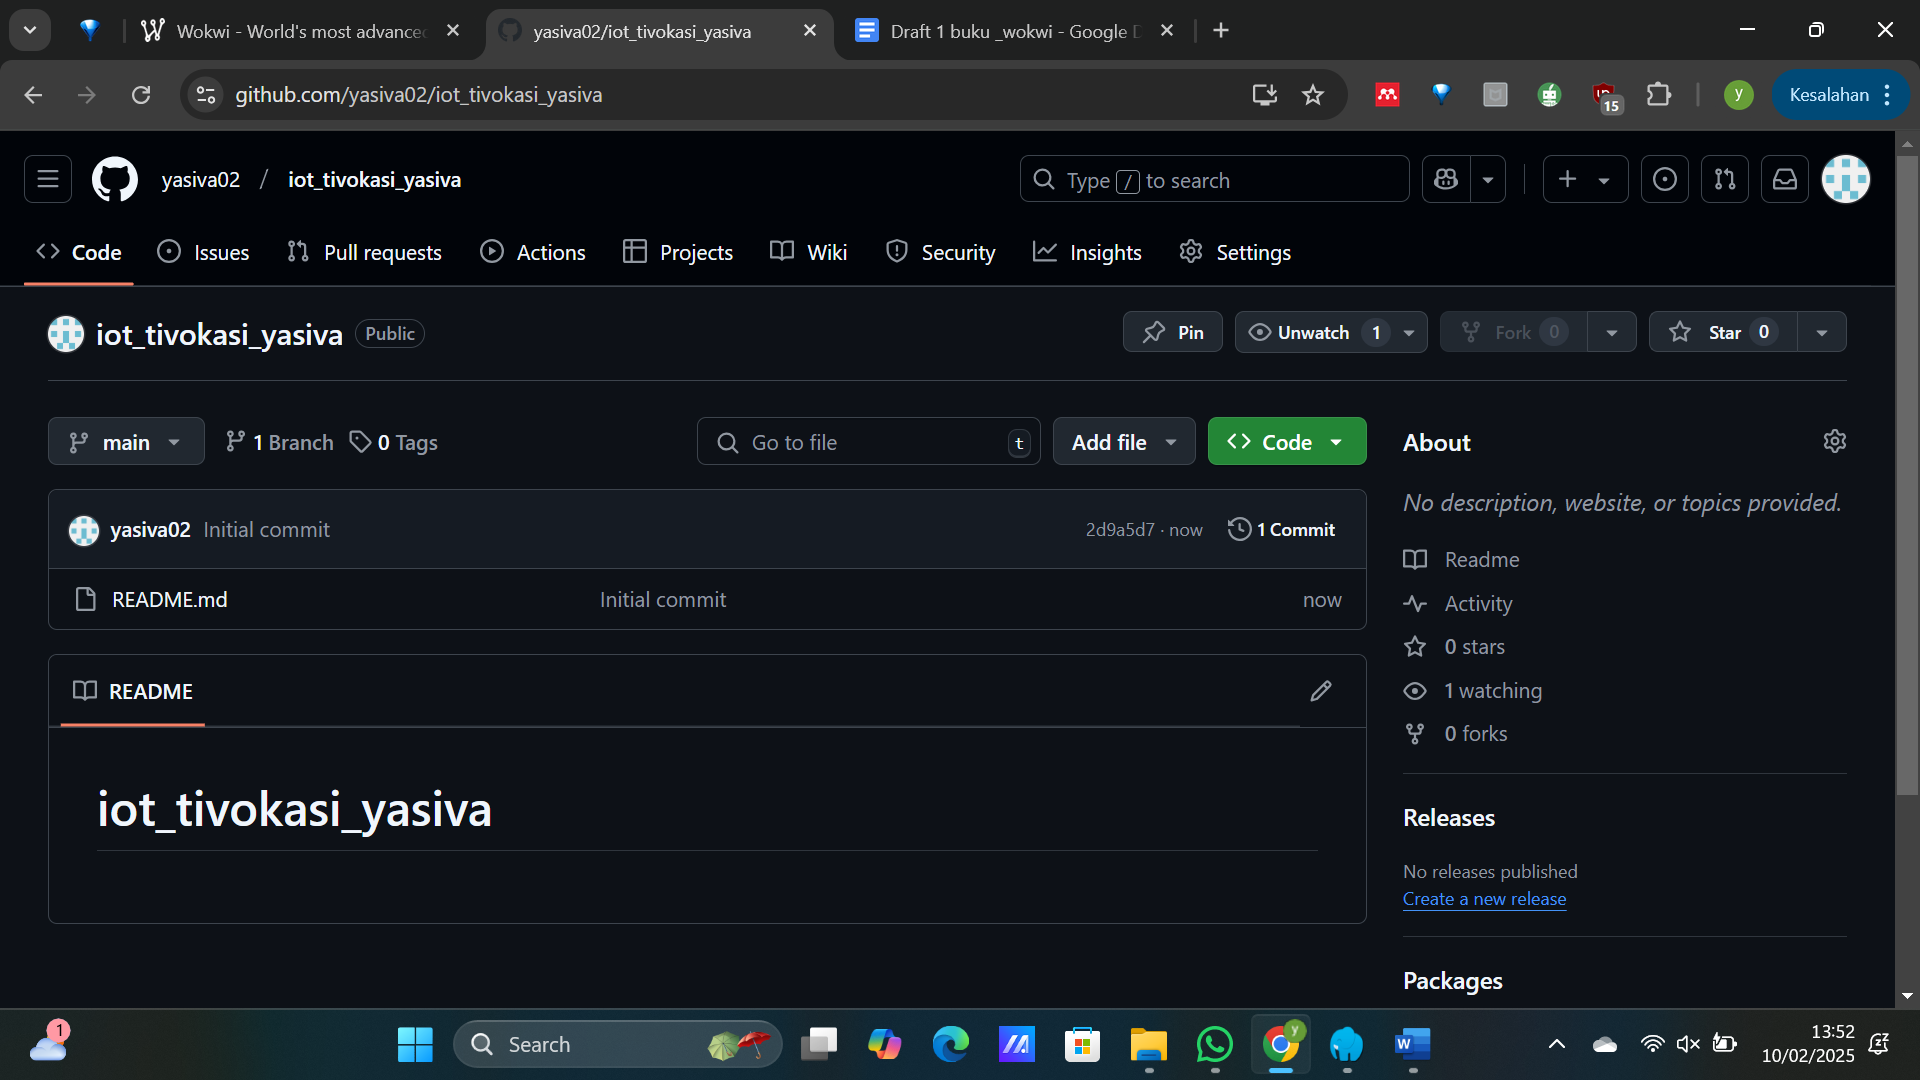 Wokwi - World's most advanced
yasiva02/iot_tivokasi_yasiva
Draft 1 buku _wokwi - Google D
github.com/yasiva02/iot_tivokasi_yasiva
15
y
Kesalahan
yasiva02 / iot_tivokasi_yasiva
Type / to search
Code
Issues
Pull requests
Actions
Projects
Wiki
Security
Insights
Settings
iot_tivokasi_yasiva Public
Pin
Unwatch 1
Fork 0
Star 0
main
1 Branch
0 Tags
Go to file t
Add file
Code
yasiva02 Initial commit
2d9a5d7 · now
1 Commit
README.md Initial commit now
README
iot_tivokasi_yasiva
About
No description, website, or topics provided.
Readme
Activity
0 stars
1 watching
0 forks
Releases
No releases published
Create a new release
Packages
1
Search
y
W
13:52
10/02/2025